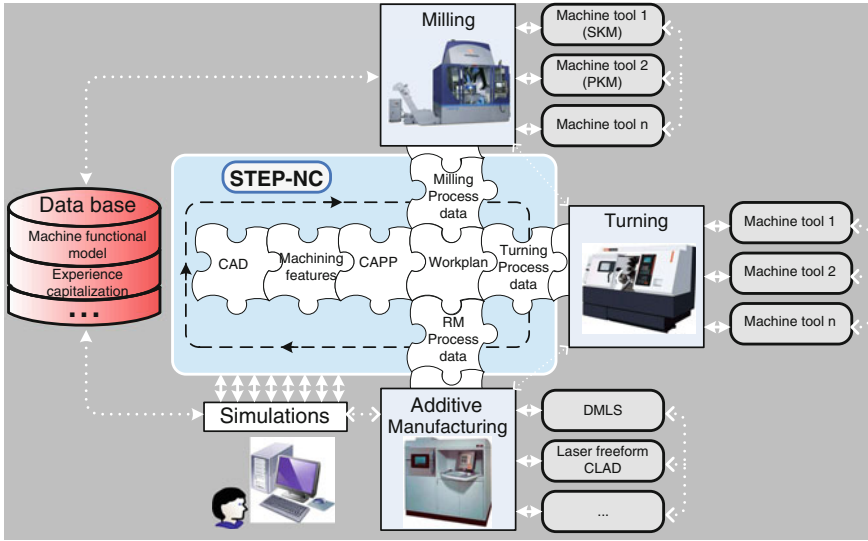 Milling
Machine tool 1
(SKM)
Machine tool 2
(PKM)
Machine tool n
STEP-NC
Milling
Process
data
Data base
Machine functional
model
Experience
capitalization
...
CAD
Machining
features
CAPP
Workplan
Turning
Process
data
RM
Process
data
Turning
Machine tool 1
Machine tool 2
Machine tool n
Simulations
Additive
Manufacturing
DMLS
Laser freeform
CLAD
...